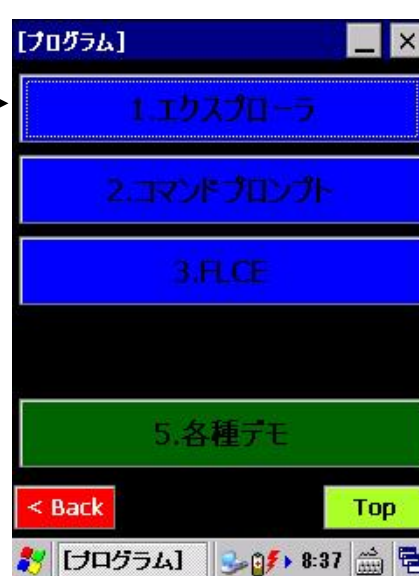 [プログラム]
1.エクスプローラ
2.コマンドプロンプト
3.FLCE
5.各種デモ
< Back
Top
[プログラム]
8:37